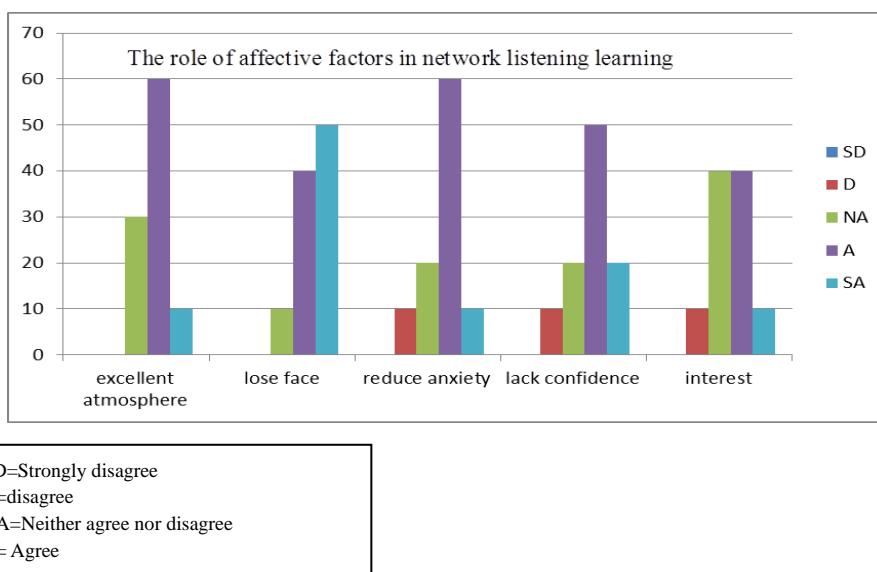 70
The role of affective factors in network listening learning
60
50
40
30
20
10
0
SD
D
NA
A
SA
excellent atmosphere
lose face
reduce anxiety
lack confidence
interest
D=Strongly disagree
=disagree
A=Neither agree nor disagree
= Agree